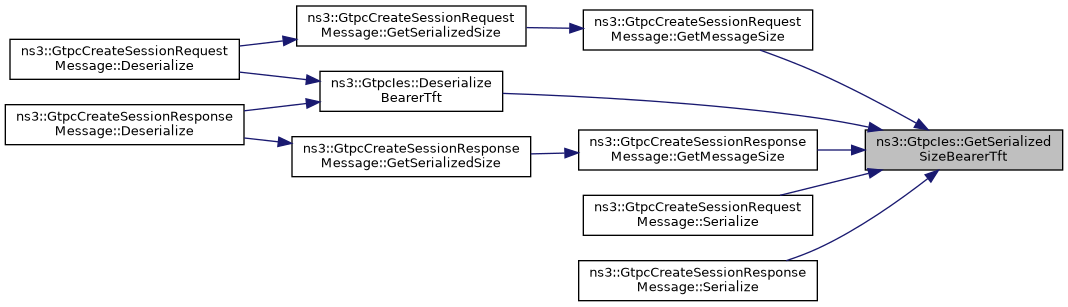 ns3::GtpcCreateSessionRequest
Message::Deserialize
ns3::GtpcCreateSessionResponse
Message::Deserialize
ns3::GtpcCreateSessionRequest
Message::GetSerializedSize
ns3::GtpcIes::Deserialize
BearerTft
ns3::GtpcCreateSessionResponse
Message::GetSerializedSize
ns3::GtpcCreateSessionRequest
Message::GetMessageSize
ns3::GtpcCreateSessionResponse
Message::GetMessageSize
ns3::GtpcCreateSessionRequest
Message::Serialize
ns3::GtpcCreateSessionResponse
Message::Serialize
ns3::GtpcIes::GetSerialized
SizeBearerTft